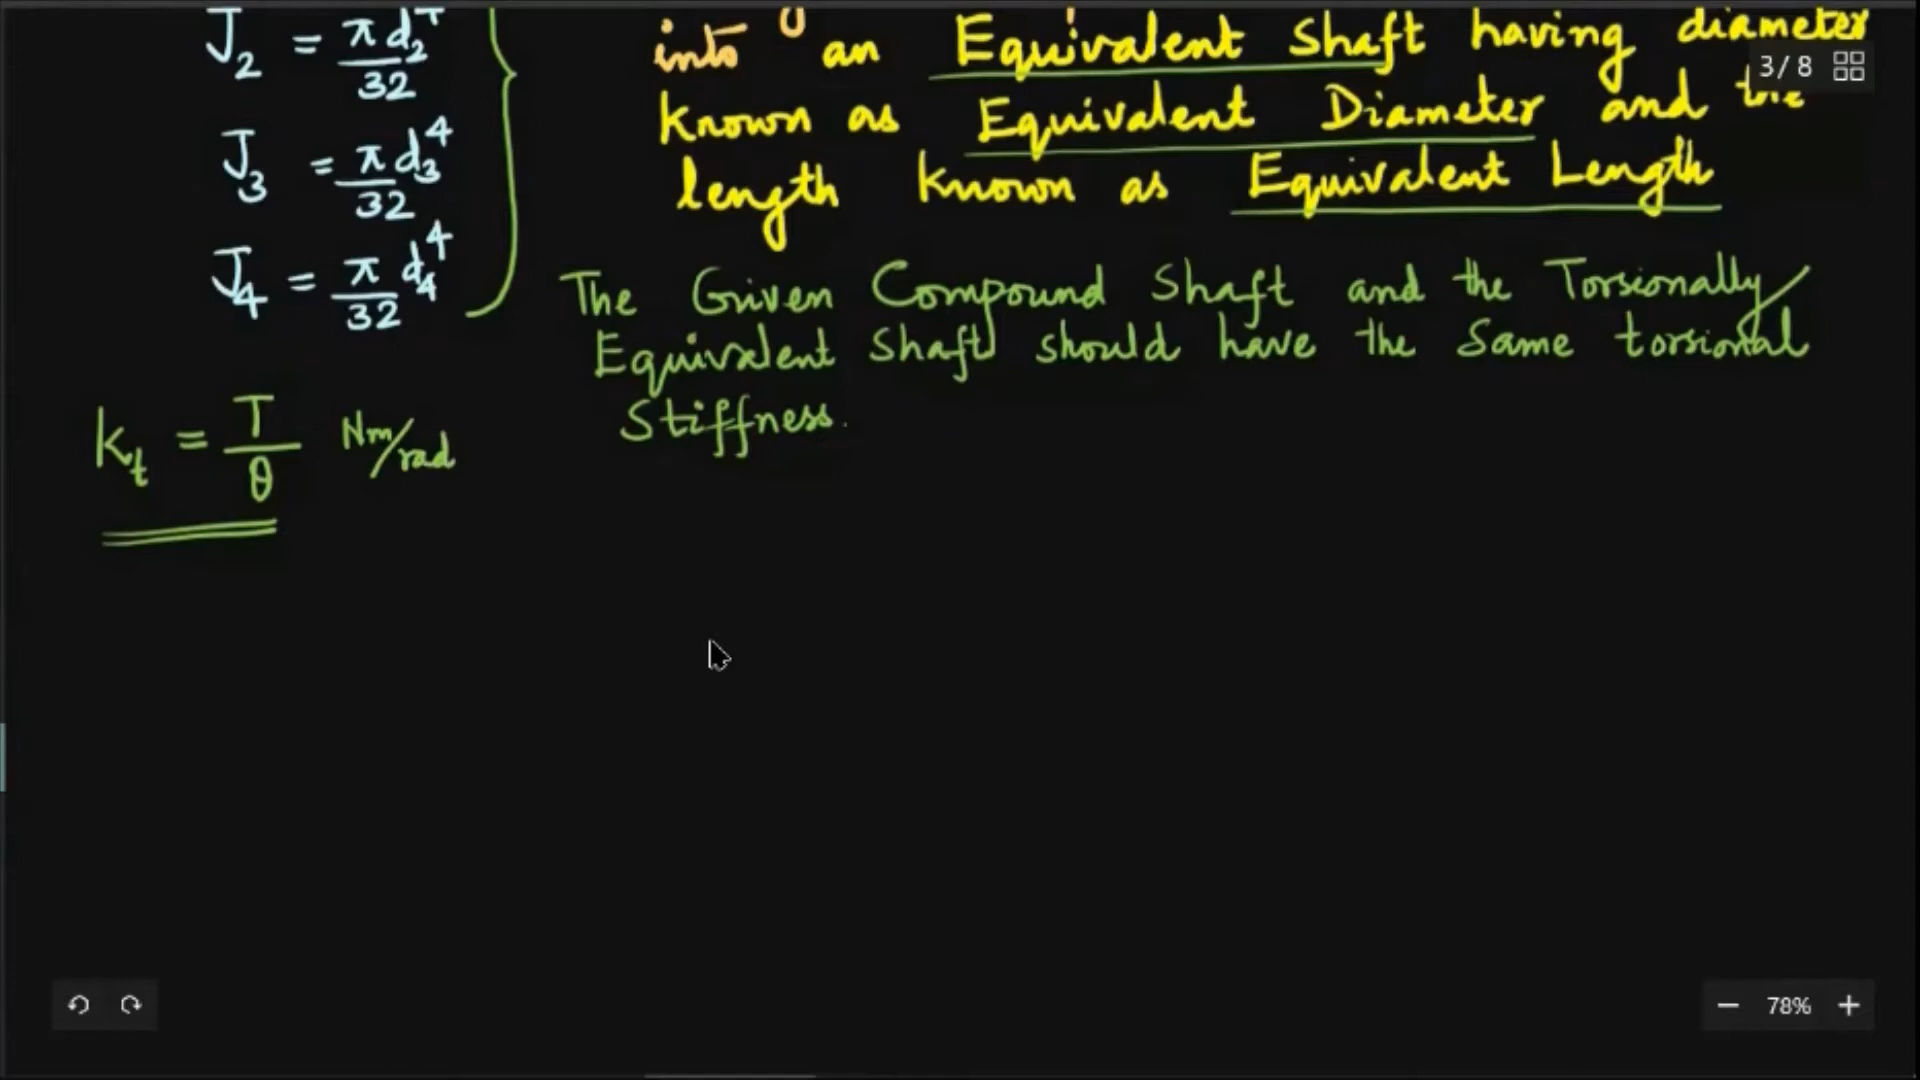 J₂ = πd₂⁴/32
into an Equivalent Shaft having diameter
3/8
known as Equivalent Diameter and the
length known as Equivalent Length
J₃ = πd₃⁴/32
J₄ = πd₄⁴/32
The Given Compound Shaft and the Torsionally
Equivalent Shaft should have the Same torsional
Stiffness.
kₜ = T/θ Nm/rad
78%